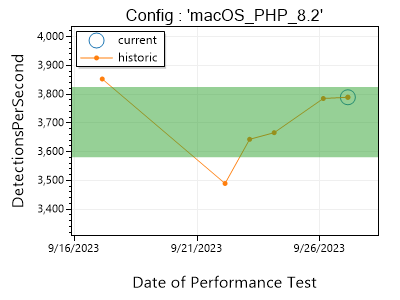 Config : 'macOS_PHP_8.2'
current
historic
4,000
3,900
3,800
3,700
3,600
3,500
3,400
DetectionsPerSecond
9/16/2023 9/21/2023 9/26/2023
Date of Performance Test